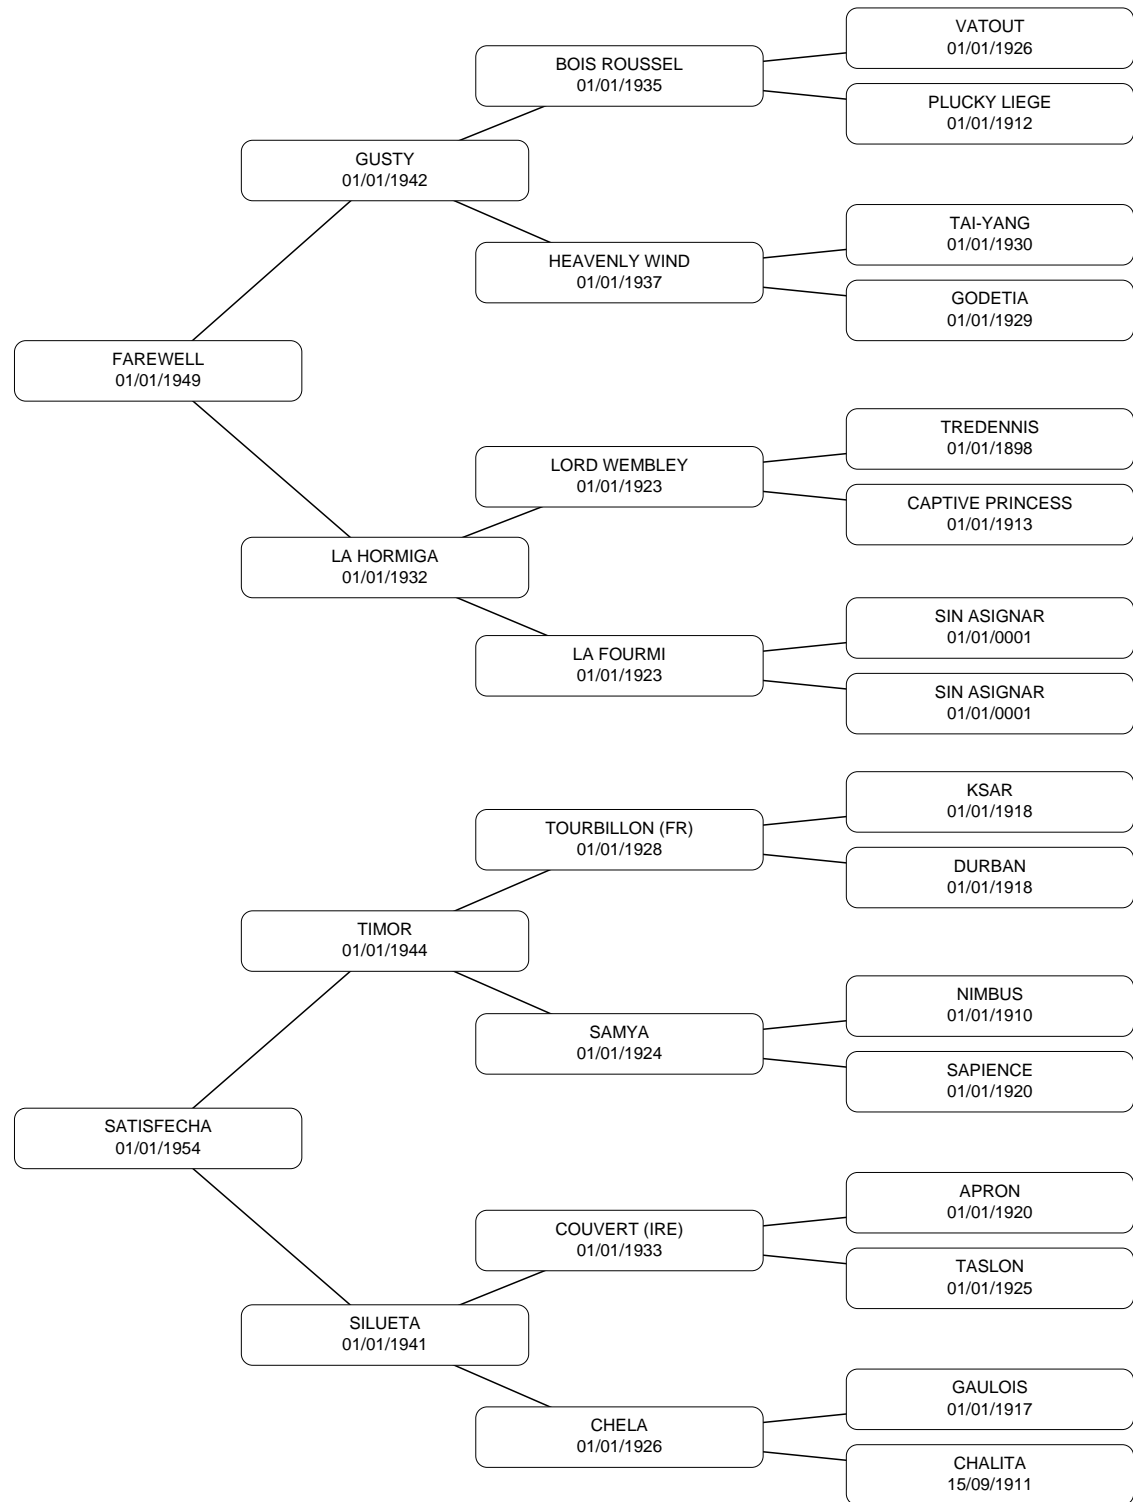 VATOUT
01/01/1926
BOIS ROUSSEL
01/01/1935
PLUCKY LIEGE
01/01/1912
GUSTY
01/01/1942
TAI-YANG
01/01/1930
HEAVENLY WIND
01/01/1937
GODETIA
01/01/1929
FAREWELL
01/01/1949
TREDENNIS
01/01/1898
LORD WEMBLEY
01/01/1923
CAPTIVE PRINCESS
01/01/1913
LA HORMIGA
01/01/1932
SIN ASIGNAR
01/01/0001
LA FOURMI
01/01/1923
SIN ASIGNAR
01/01/0001
KSAR
01/01/1918
TOURBILLON (FR)
01/01/1928
DURBAN
01/01/1918
TIMOR
01/01/1944
NIMBUS
01/01/1910
SAMYA
01/01/1924
SAPIENCE
01/01/1920
SATISFECHA
01/01/1954
APRON
01/01/1920
COUVERT (IRE)
01/01/1933
TASLON
01/01/1925
SILUETA
01/01/1941
GAULOIS
01/01/1917
CHELA
01/01/1926
CHALITA
15/09/1911